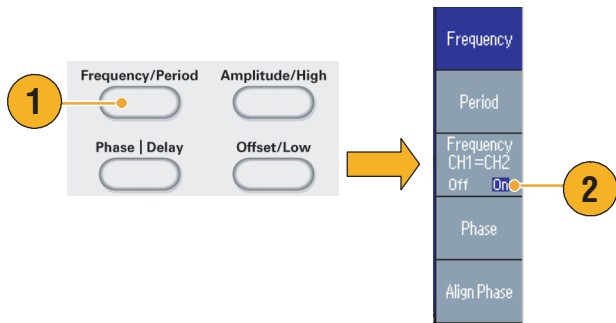 Frequency/Period Amplitude/High
1
Phase | Delay Offset/Low
Frequency
Period
Frequency
CH1=CH2
Off On
2
Phase
Align Phase